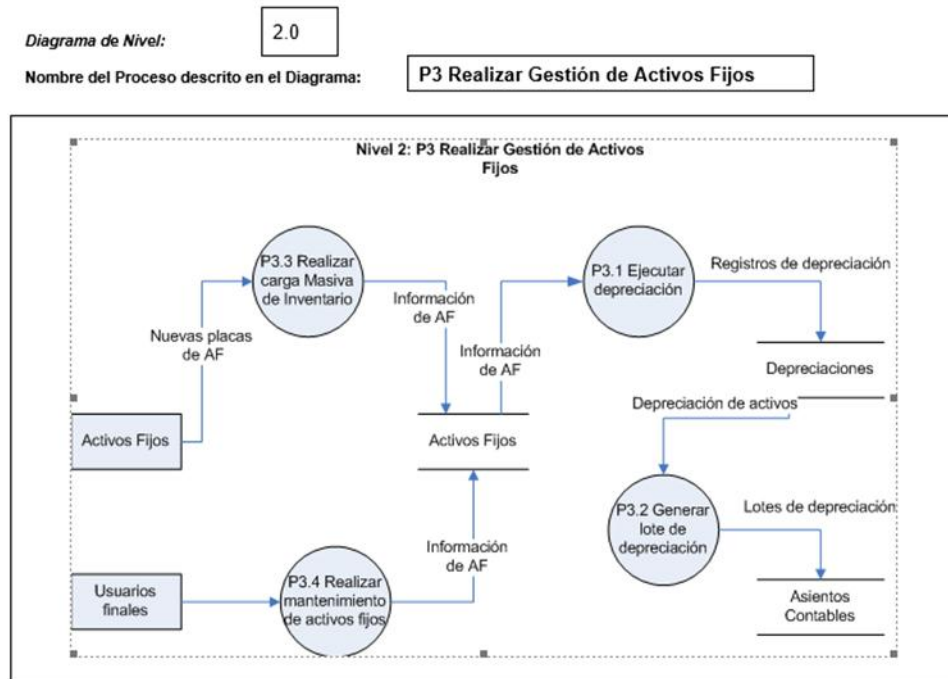 Diagrama de Nivel:
2.0
Nombre del Proceso descrito en el Diagrama:
P3 Realizar Gestión de Activos Fijos
Nivel 2: P3 Realizar Gestión de Activos
Fijos
P3.3 Realizar
carga Masiva
de Inventario
Nuevas placas
de AF
Información
de AF
Activos Fijos
Activos Fijos
Información
de AF
P3.1 Ejecutar
depreciación
Registros de depreciación
Depreciaciones
Depreciación de activos
P3.2 Generar
lote de
depreciación
Lotes de depreciación
Asientos
Contables
Usuarios
finales
P3.4 Realizar
mantenimiento
de activos fijos
Información
de AF